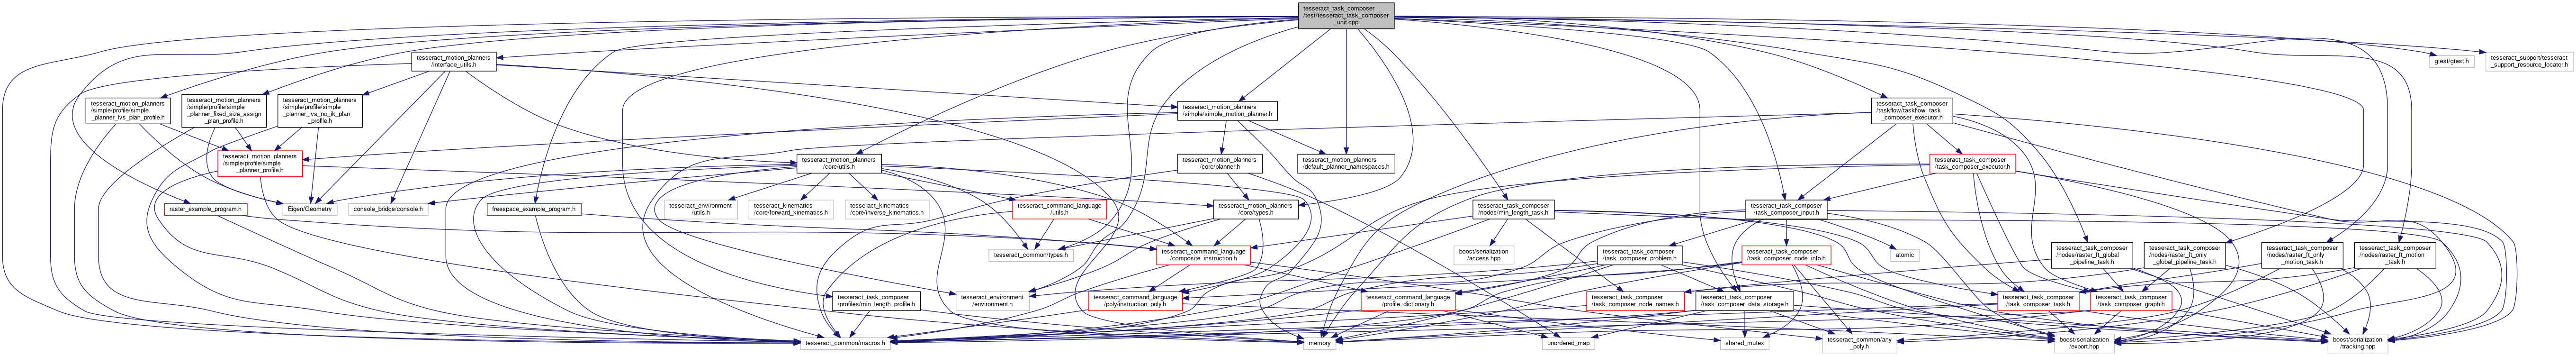 tesseract_task_composer
/test/tesseract_task_composer
_unit.cpp
tesseract_motion_planners
/interface_utils.h
gtest/gtest.h
tesseract_support/tesseract
_support_resource_locator.h
tesseract_motion_planners
/simple/profile/simple
_planner_lvs_plan_profile.h
tesseract_motion_planners
/simple/profile/simple
_planner_fixed_size_assign
_plan_profile.h
tesseract_motion_planners
/simple/profile/simple
_planner_lvs_no_ik_plan
_profile.h
tesseract_motion_planners
/simple/simple_motion_planner.h
tesseract_task_composer
/taskflow/taskflow_task
_composer_executor.h
tesseract_motion_planners
/simple/profile/simple
_planner_profile.h
tesseract_motion_planners
/core/utils.h
tesseract_motion_planners
/core/planner.h
tesseract_motion_planners
/default_planner_namespaces.h
tesseract_task_composer
/task_composer_executor.h
raster_example_program.h
Eigen/Geometry
console_bridge/console.h
freespace_example_program.h
tesseract_environment
/utils.h
tesseract_kinematics
/core/forward_kinematics.h
tesseract_kinematics
/core/inverse_kinematics.h
tesseract_command_language
/utils.h
tesseract_motion_planners
/core/types.h
tesseract_task_composer
/nodes/min_length_task.h
tesseract_task_composer
/task_composer_input.h
tesseract_common/types.h
tesseract_command_language
/composite_instruction.h
boost/serialization
/access.hpp
tesseract_task_composer
/task_composer_problem.h
tesseract_task_composer
/task_composer_node_info.h
atomic
tesseract_task_composer
/nodes/raster_ft_global
_pipeline_task.h
tesseract_task_composer
/nodes/raster_ft_only
_global_pipeline_task.h
tesseract_task_composer
/nodes/raster_ft_only
_motion_task.h
tesseract_task_composer
/nodes/raster_ft_motion
_task.h
tesseract_task_composer
/profiles/min_length_profile.h
tesseract_environment
/environment.h
tesseract_command_language
/poly/instruction_poly.h
tesseract_command_language
/profile_dictionary.h
tesseract_task_composer
/task_composer_node_names.h
tesseract_task_composer
/task_composer_data_storage.h
tesseract_task_composer
/task_composer_task.h
tesseract_task_composer
/task_composer_graph.h
tesseract_common/macros.h
memory
unordered_map
shared_mutex
tesseract_common/any
_poly.h
boost/serialization
/export.hpp
boost/serialization
/tracking.hpp